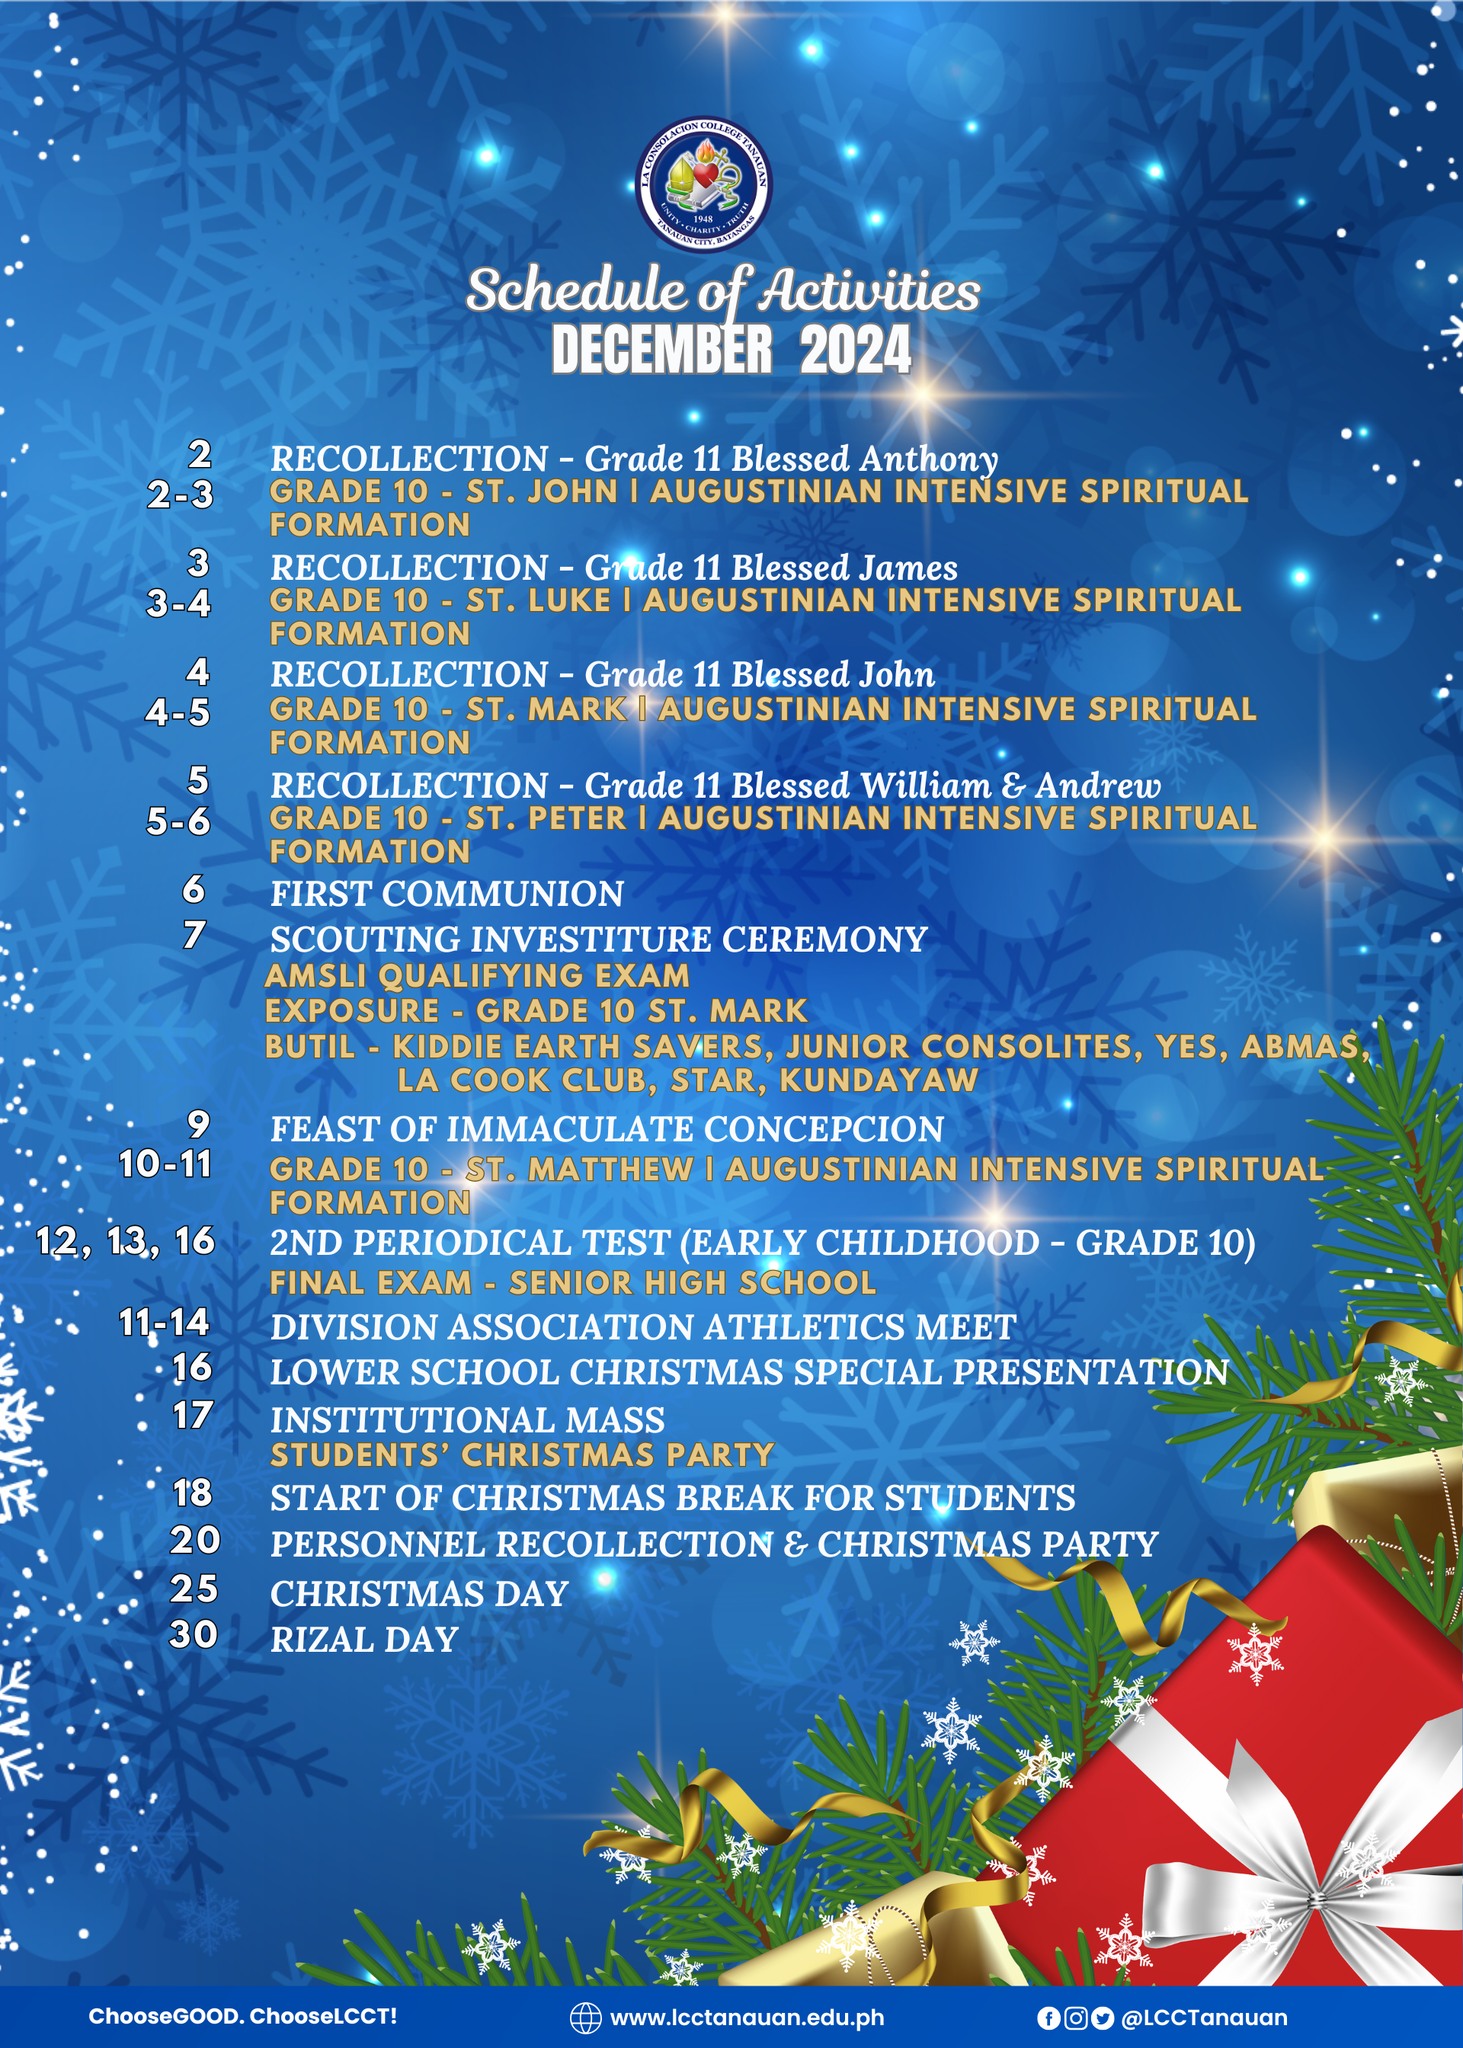 LA CONSOLACION COLLEGE TANAUAN
1948
UNITY • CHARITY • TRUTH
TANAUAN CITY, BATANGAS
Schedule of Activities
DECEMBER 2024
2 RECOLLECTION - Grade 11 Blessed Anthony
2-3 GRADE 10 - ST. JOHN | AUGUSTINIAN INTENSIVE SPIRITUAL
FORMATION
3 RECOLLECTION - Grade 11 Blessed James
3-4 GRADE 10 - ST. LUKE | AUGUSTINIAN INTENSIVE SPIRITUAL
FORMATION
4 RECOLLECTION - Grade 11 Blessed John
4-5 GRADE 10 - ST. MARK | AUGUSTINIAN INTENSIVE SPIRITUAL
FORMATION
5 RECOLLECTION - Grade 11 Blessed William & Andrew
5-6 GRADE 10 - ST. PETER | AUGUSTINIAN INTENSIVE SPIRITUAL
FORMATION
6 FIRST COMMUNION
7 SCOUTING INVESTITURE CEREMONY
AMSLI QUALIFYING EXAM
EXPOSURE - GRADE 10 ST. MARK
BUTIL - KIDDIE EARTH SAVERS, JUNIOR CONSOLITES, YES, ABMAS,
LA COOK CLUB, STAR, KUNDAYAW
9 FEAST OF IMMACULATE CONCEPCION
10-11 GRADE 10 - ST. MATTHEW | AUGUSTINIAN INTENSIVE SPIRITUAL
FORMATION
12, 13, 16 2ND PERIODICAL TEST (EARLY CHILDHOOD - GRADE 10)
FINAL EXAM - SENIOR HIGH SCHOOL
11-14 DIVISION ASSOCIATION ATHLETICS MEET
16 LOWER SCHOOL CHRISTMAS SPECIAL PRESENTATION
17 INSTITUTIONAL MASS
STUDENTS' CHRISTMAS PARTY
18 START OF CHRISTMAS BREAK FOR STUDENTS
20 PERSONNEL RECOLLECTION & CHRISTMAS PARTY
25 CHRISTMAS DAY
30 RIZAL DAY
ChooseGOOD. ChooseLCCT! www.lcctanauan.edu.ph @LCCTanauan